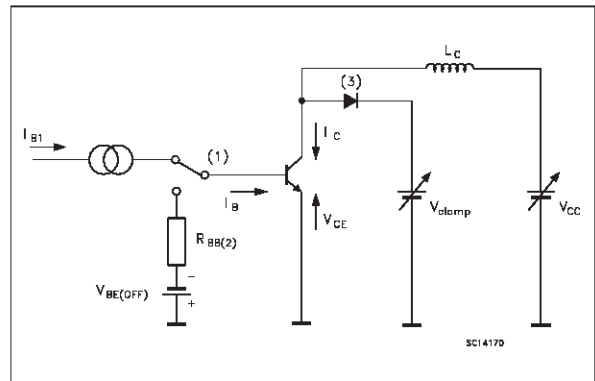 L C
(3)
I B1
I C
(1)
I B
V clamp
V CC
V CE
R BB(2)
V BE(OFF)
-
+
SC14170